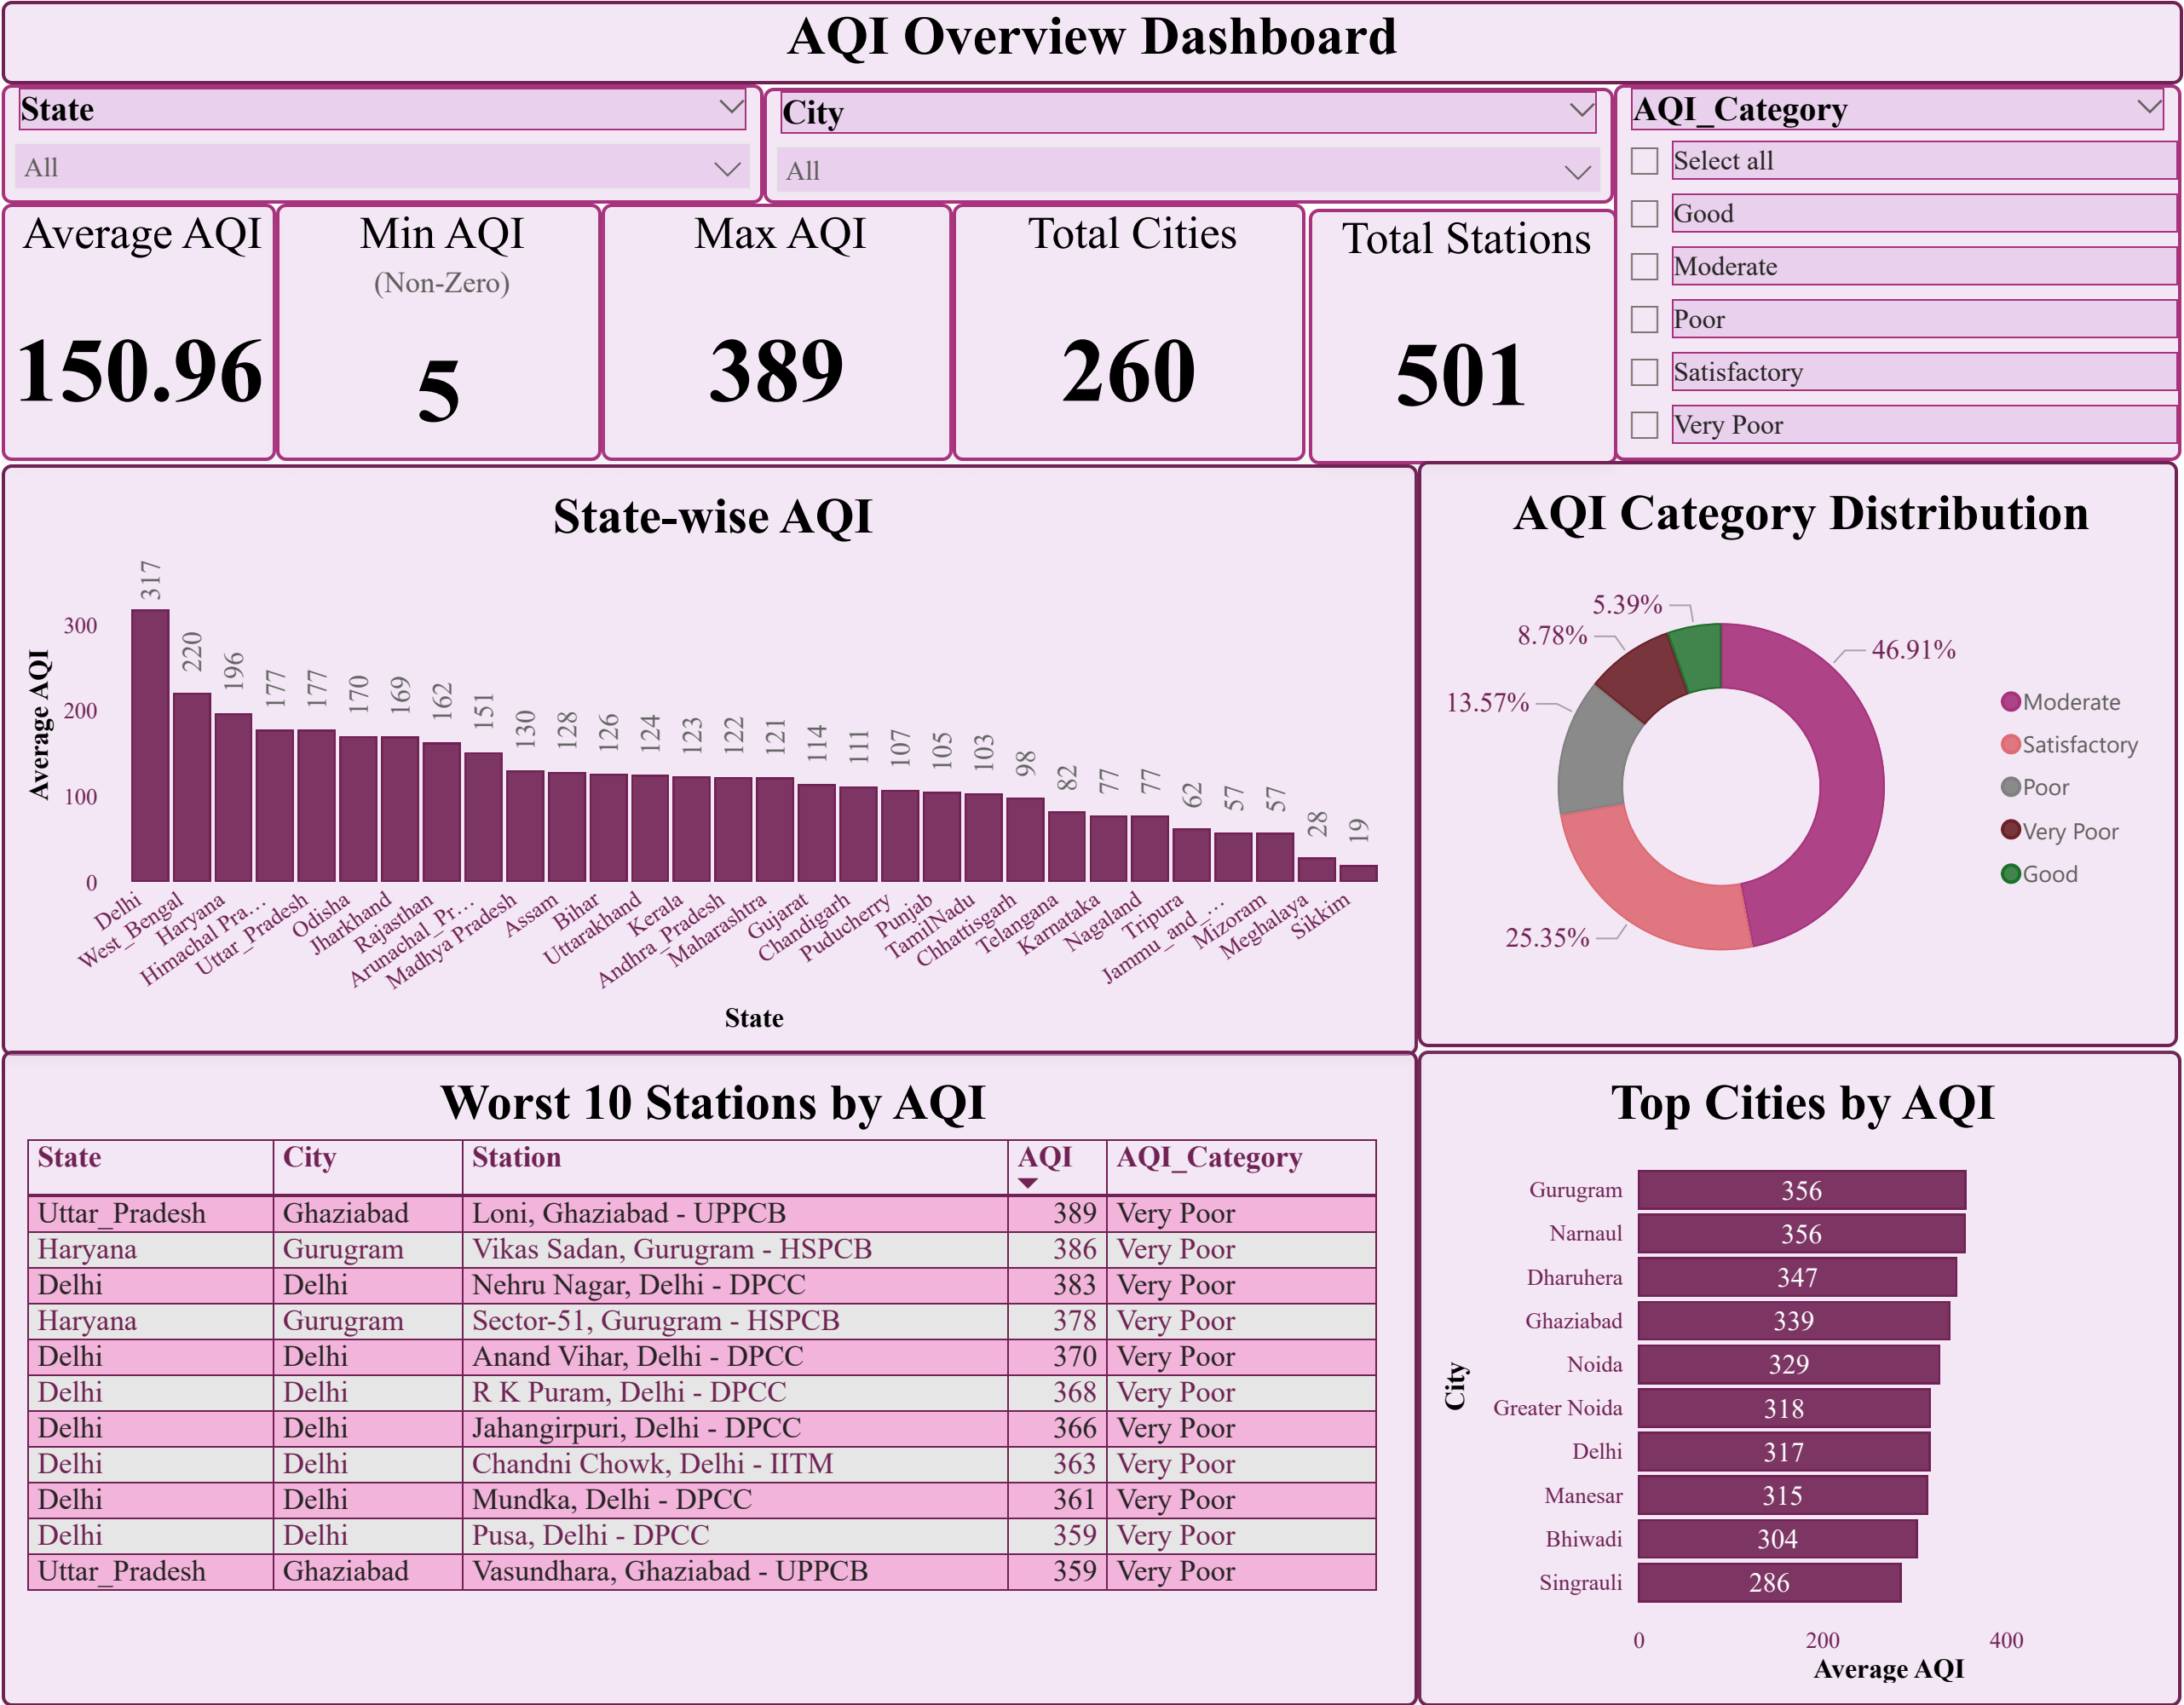 AQI Overview Dashboard
State
All
City
All
AQI_Category
Select all
Good
Moderate
Poor
Satisfactory
Very Poor
Average AQI
150.96
Min AQI
(Non-Zero)
5
Max AQI
389
Total Cities
260
Total Stations
501
State-wise AQI
Average AQI
300
200
100
0
317
220
196
177
177
170
169
162
151
130
128
126
124
123
122
121
114
111
107
105
103
98
82
77
77
62
57
57
28
19
Delhi
West_Bengal
Haryana
Himachal Pra...
Uttar_Pradesh
Odisha
Jharkhand
Rajasthan
Arunachal_Pr...
Madhya Pradesh
Assam
Bihar
Uttarakhand
Kerala
Andhra_Pradesh
Maharashtra
Gujarat
Chandigarh
Puducherry
Punjab
TamilNadu
Chhattisgarh
Telangana
Karnataka
Nagaland
Tripura
Jammu_and_...
Mizoram
Meghalaya
Sikkim
State
AQI Category Distribution
5.39%
8.78%
13.57%
25.35%
46.91%
Moderate
Satisfactory
Poor
Very Poor
Good
Worst 10 Stations by AQI
State City Station AQI AQI_Category
Uttar_Pradesh Ghaziabad Loni, Ghaziabad - UPPCB 389 Very Poor
Haryana Gurugram Vikas Sadan, Gurugram - HSPCB 386 Very Poor
Delhi Delhi Nehru Nagar, Delhi - DPCC 383 Very Poor
Haryana Gurugram Sector-51, Gurugram - HSPCB 378 Very Poor
Delhi Delhi Anand Vihar, Delhi - DPCC 370 Very Poor
Delhi Delhi R K Puram, Delhi - DPCC 368 Very Poor
Delhi Delhi Jahangirpuri, Delhi - DPCC 366 Very Poor
Delhi Delhi Chandni Chowk, Delhi - IITM 363 Very Poor
Delhi Delhi Mundka, Delhi - DPCC 361 Very Poor
Delhi Delhi Pusa, Delhi - DPCC 359 Very Poor
Uttar_Pradesh Ghaziabad Vasundhara, Ghaziabad - UPPCB 359 Very Poor
Top Cities by AQI
City
Gurugram 356
Narnaul 356
Dharuhera 347
Ghaziabad 339
Noida 329
Greater Noida 318
Delhi 317
Manesar 315
Bhiwadi 304
Singrauli 286
0 200 400
Average AQI